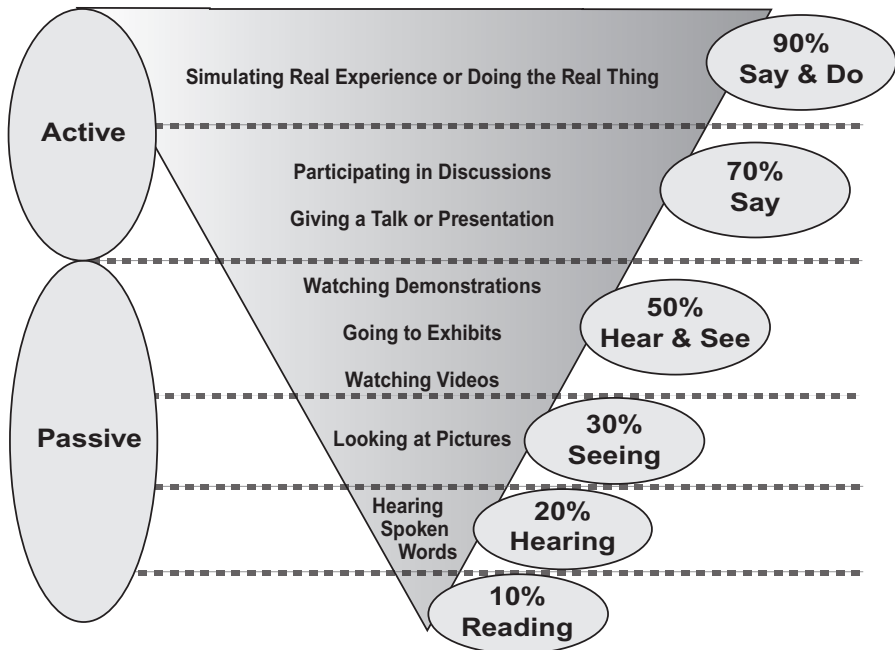 90%
Say & Do
Simulating Real Experience or Doing the Real Thing
Active
Participating in Discussions
70%
Say
Giving a Talk or Presentation
Watching Demonstrations
50%
Hear & See
Going to Exhibits
Watching Videos
Passive
Looking at Pictures
30%
Seeing
Hearing
Spoken
Words
20%
Hearing
10%
Reading